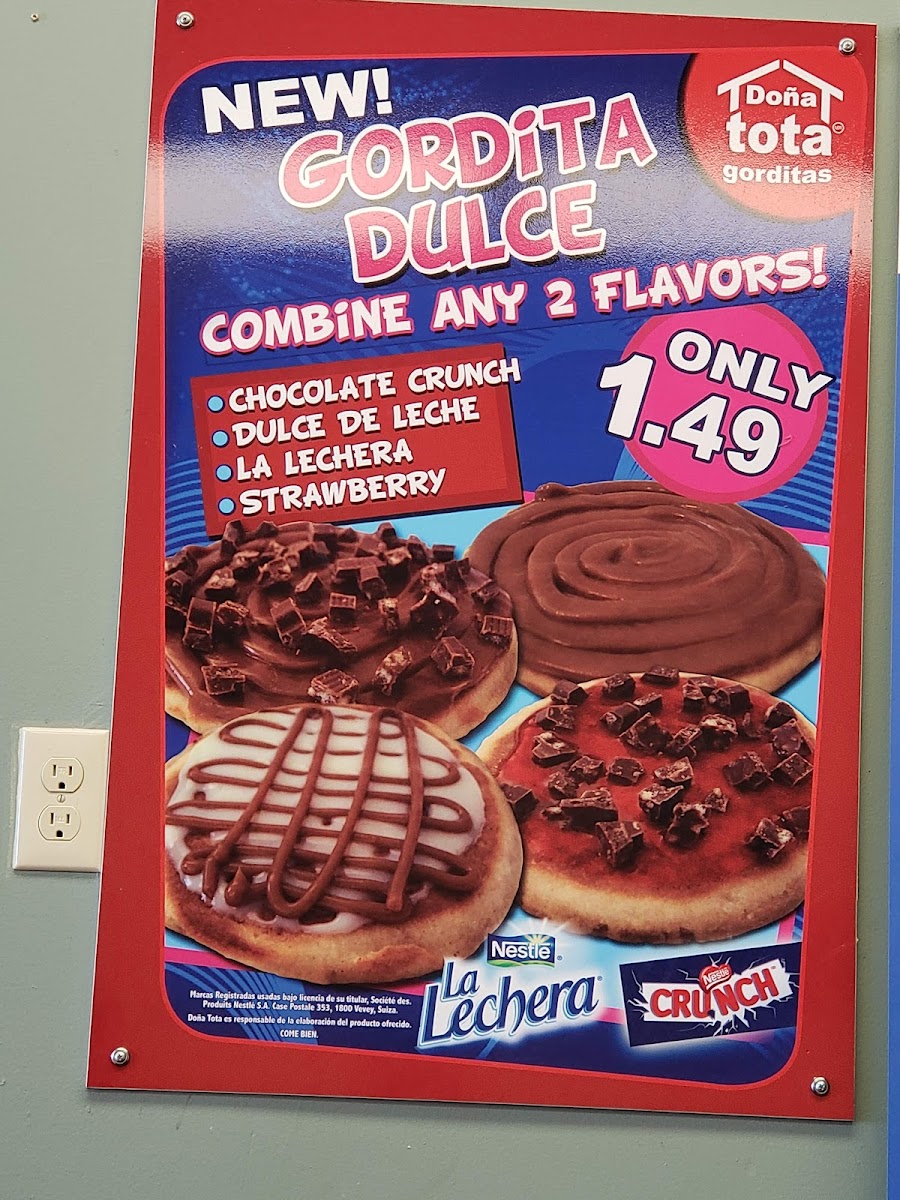 NEW!
GORDiTA
DULCE
Doña
tota
gorditas
COMBiNE ANY 2 FLAVORS!
• CHOCOLATE CRUNCH
• DULCE DE LECHE
• LA LECHERA
• STRAWBERRY
ONLY
1.49
Marcas Registradas usadas bajo licencia de su titular, Société des.
Produits Nestlé S.A. Case Postale 353, 1800 Vevey, Suiza.
Doña Tota es responsable de la elaboración del producto ofrecido.
COME BIEN.
Nestlé®
La
Lechera®
Nestlé
CRUNCH